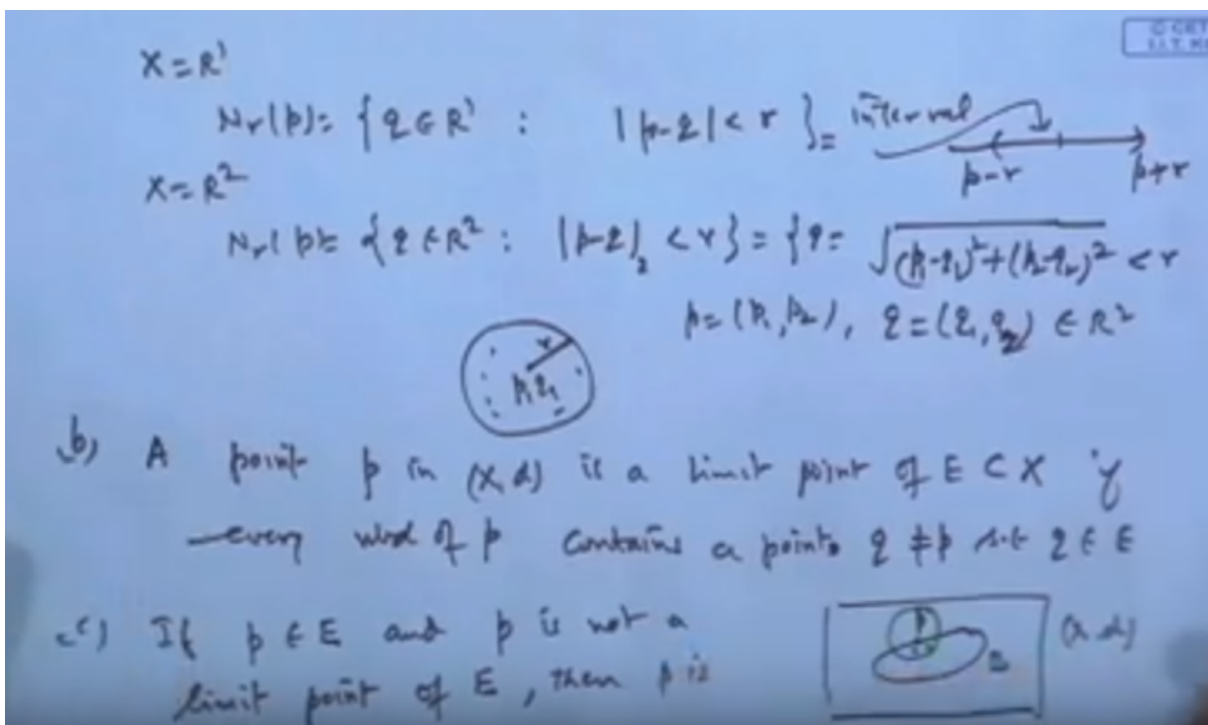 X = R¹
Nr(p) = {q ∈ R¹ : |p-q| < r} = interval
p-r p+r
X = R²
Nr(p) = {q ∈ R² : |p-q|₂ < r} = {q = √(p₁-q₁)²+(p₂-q₂)² < r
p = (p₁, p₂), q = (q₁, q₂) ∈ R²
r
b) A point p in (X, d) is a limit point of E ⊂ X if
every nbd of p contains a points q ≠ p s.t q ∈ E
c) If p ∈ E and p is not a
limit point of E, then p is
p
E
(X, d)